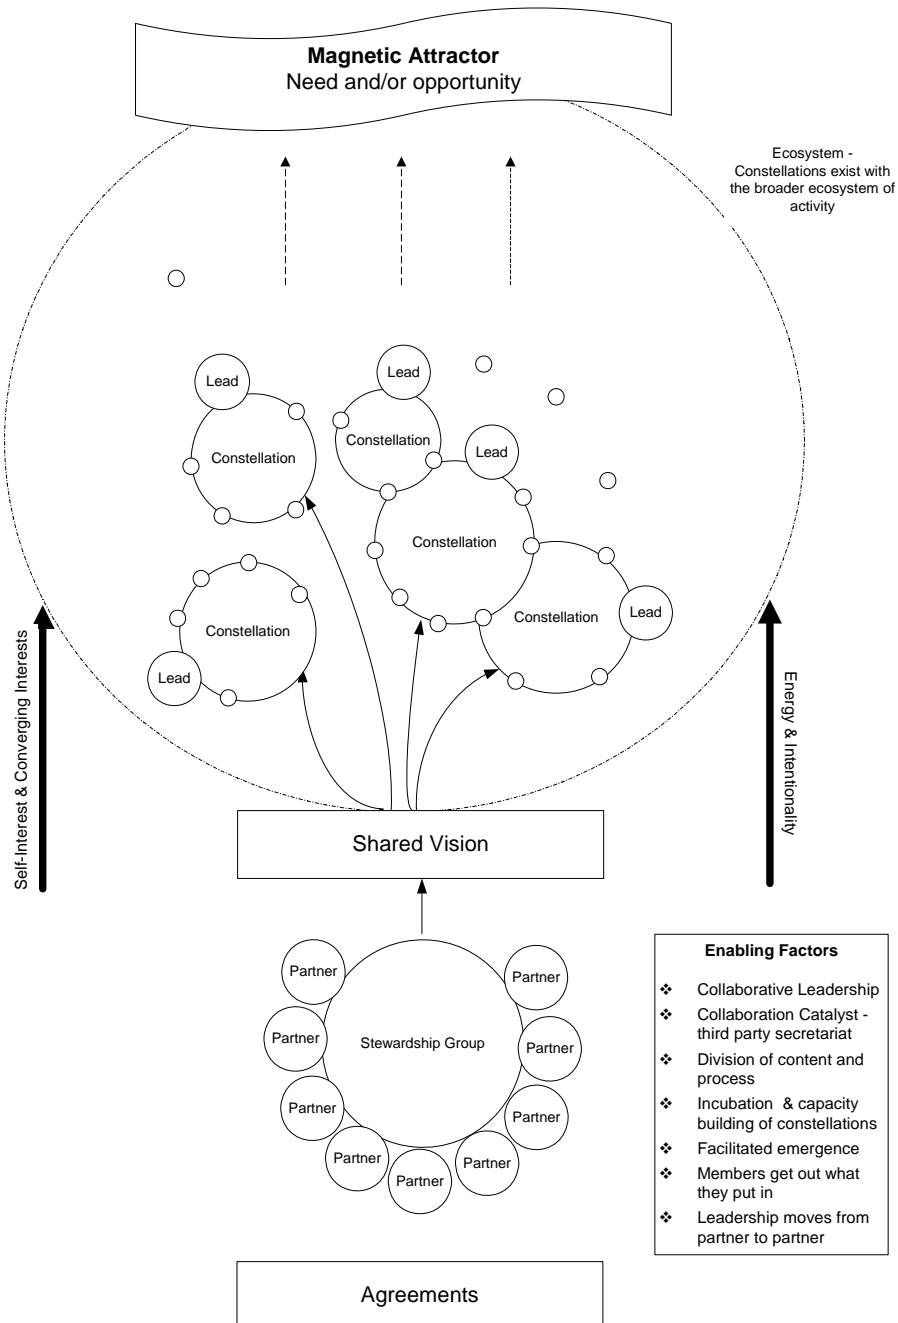 Magnetic Attractor
Need and/or opportunity
Ecosystem -
Constellations exist with
the broader ecosystem of
activity
Lead
Constellation
Lead
Constellation
Lead
Constellation
Constellation
Lead
Constellation
Lead
Self-Interest & Converging Interests
Energy & Intentionality
Shared Vision
Partner
Partner
Partner
Partner
Partner
Partner
Partner
Partner
Partner
Stewardship Group
Enabling Factors
❖ Collaborative Leadership
❖ Collaboration Catalyst -
third party secretariat
❖ Division of content and
process
❖ Incubation & capacity
building of constellations
❖ Facilitated emergence
❖ Members get out what
they put in
❖ Leadership moves from
partner to partner
Agreements